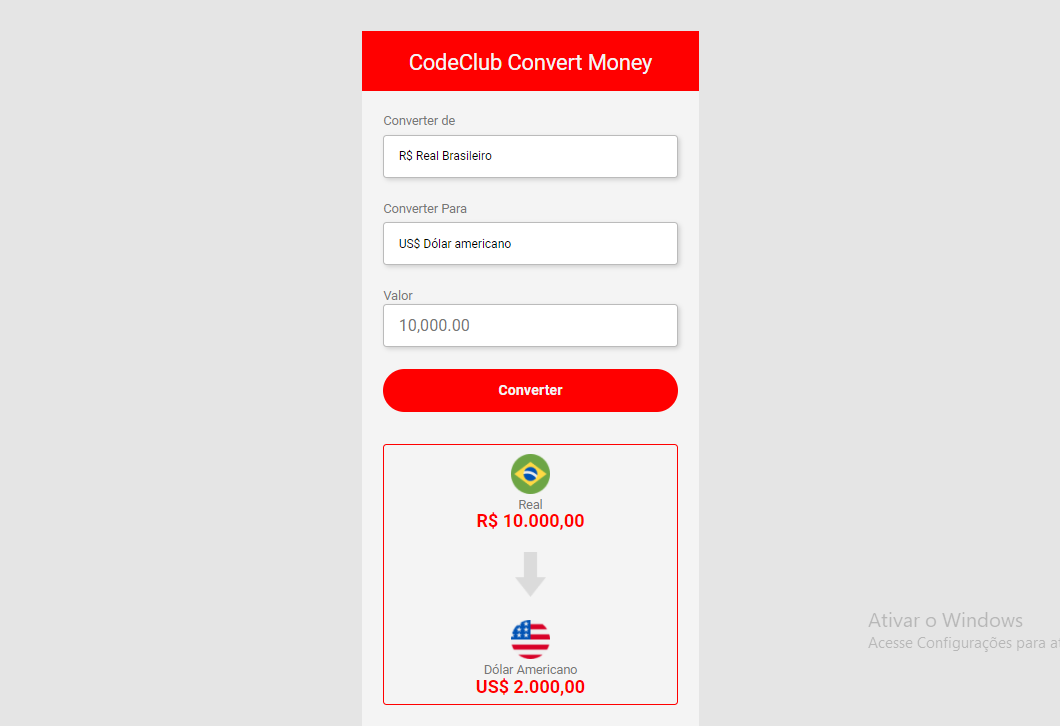 CodeClub Convert Money
Converter de
R$ Real Brasileiro
Converter Para
US$ Dólar americano
Valor
10,000.00
Converter
Real
R$ 10.000,00
Dólar Americano
US$ 2.000,00
Ativar o Windows
Acesse Configurações para